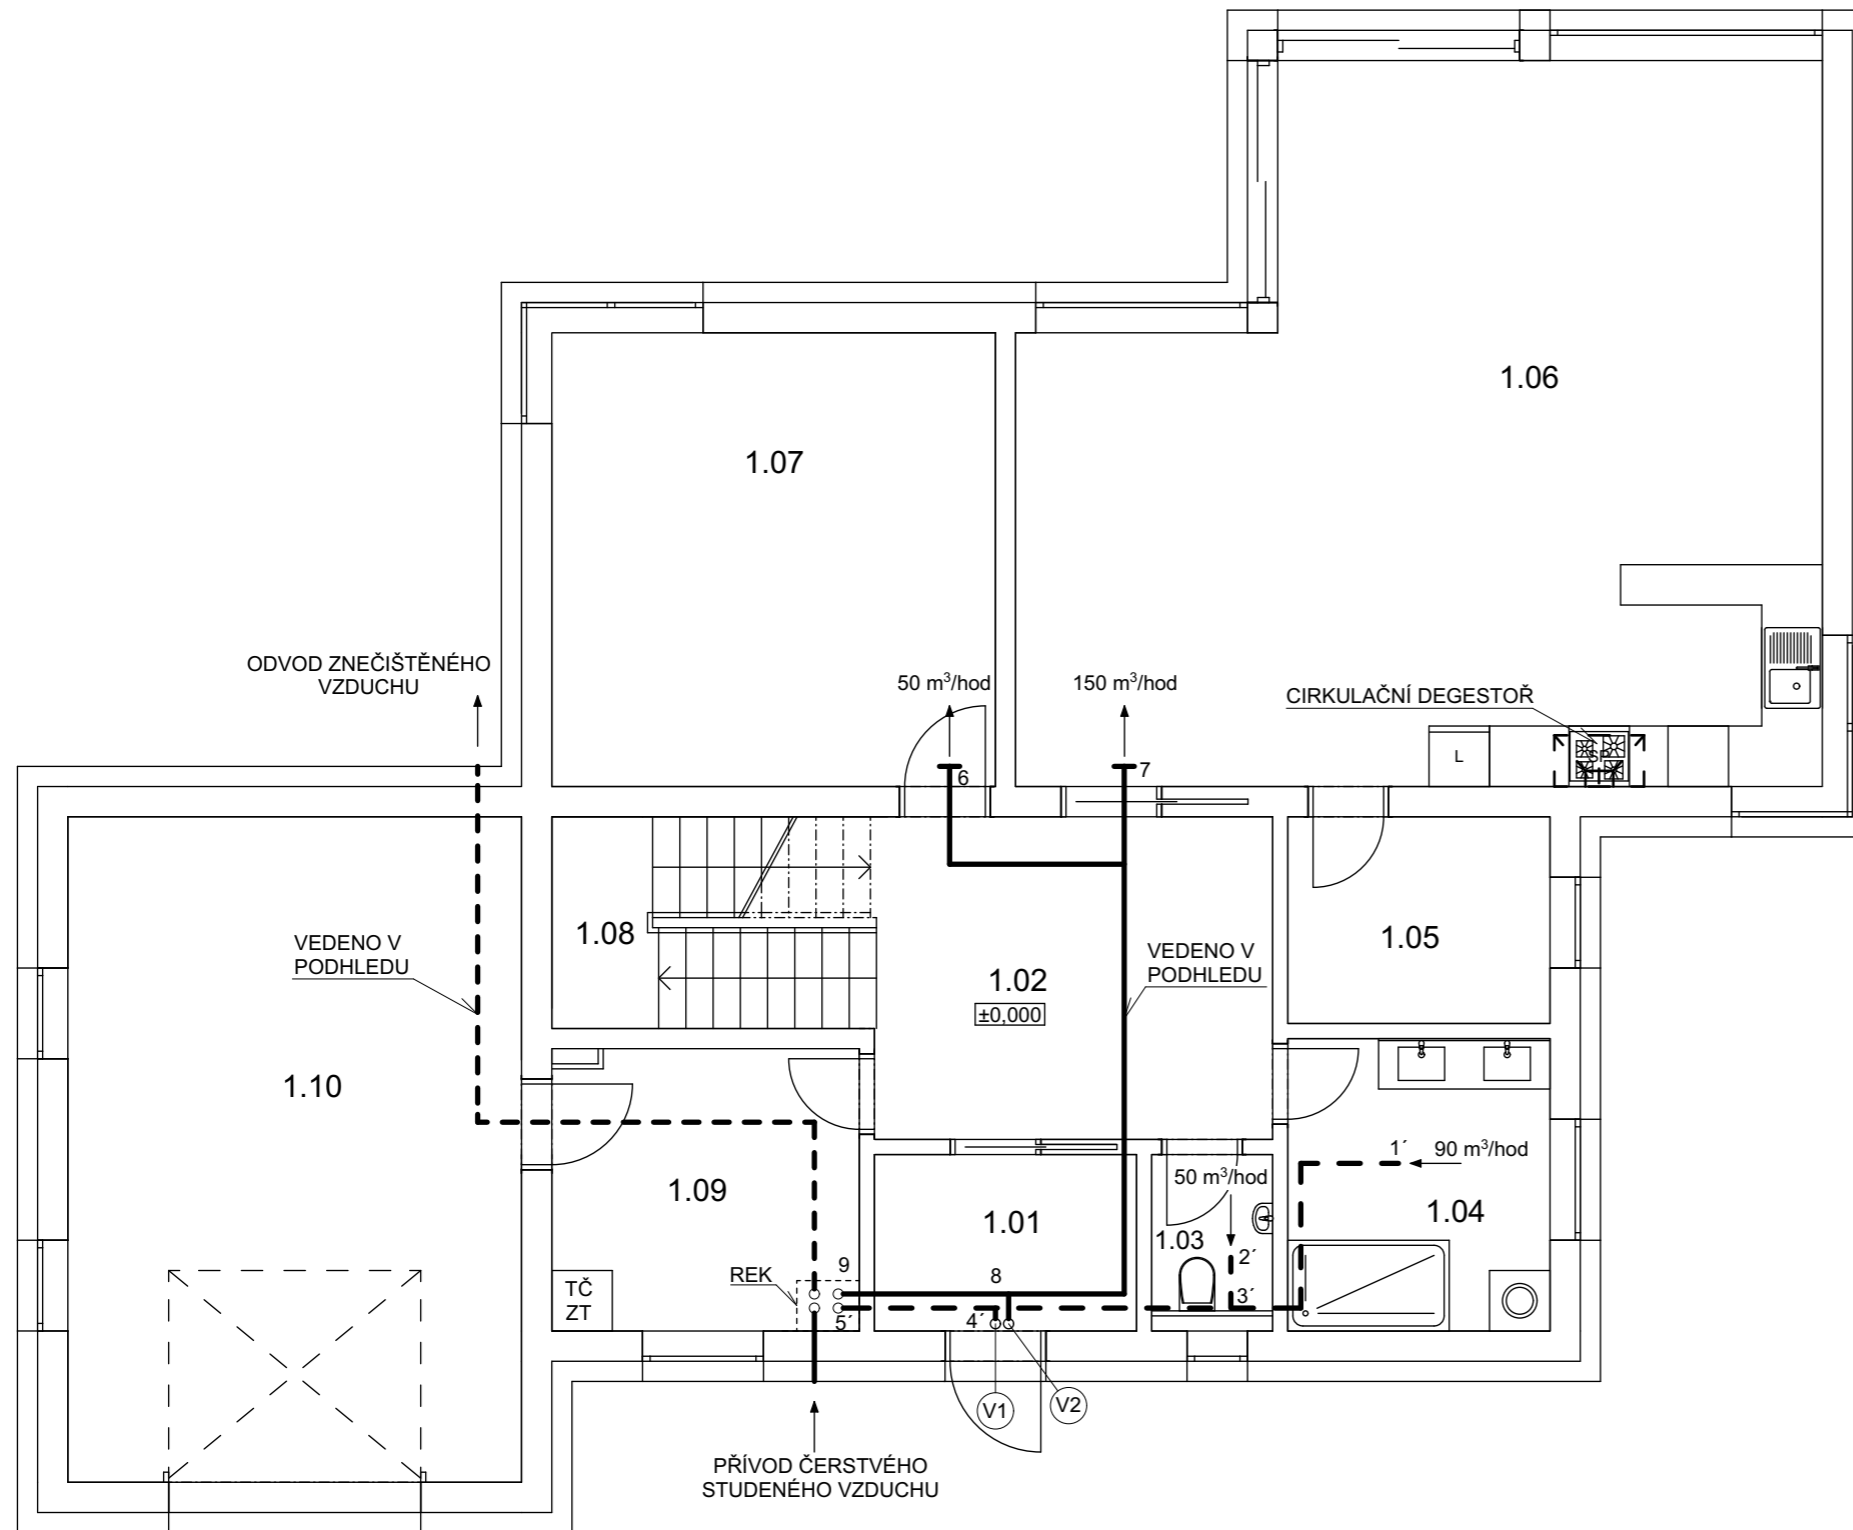 1.06
1.07
ODVOD ZNEČIŠTĚNÉHO
VZDUCHU
50 m³/hod
150 m³/hod
CIRKULAČNÍ DEGESTOŘ
6
7
L
SP
VEDENO V
PODHLEDU
1.08
1.02
±0,000
VEDENO V
PODHLEDU
1.05
1.10
1.09
1.01
50 m³/hod
1.03
1´
90 m³/hod
1.04
2´
3´
TČ
ZT
REK
9
8
5´
4´
V1
V2
PŘÍVOD ČERSTVÉHO
STUDENÉHO VZDUCHU